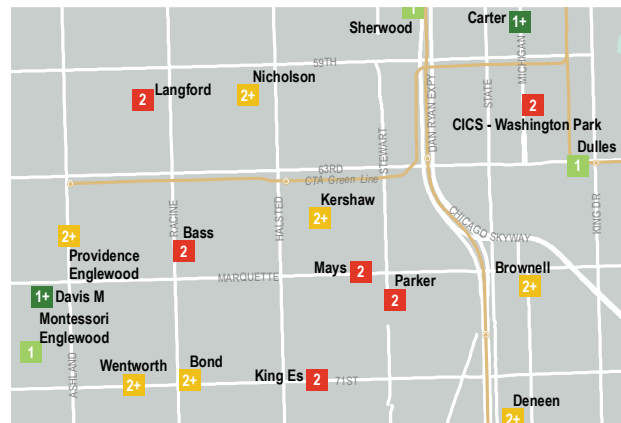 1
Sherwood
Carter
1+
59TH
Nicholson
2+
Langford
2
DAN RYAN EXPY
STATE
MICHIGAN
2
CICS - Washington Park
STEWART
Dulles
1
63RD
CTA Green Line
KING DR
Kershaw
2+
RACINE
HALSTED
CHICAGO SKYWAY
2+
Providence
Englewood
Bass
2
MARQUETTE
Mays
2
Parker
2
Brownell
2+
1+
Davis M
Montessori
Englewood
1
ASHLAND
Wentworth
2+
Bond
2+
King Es
2
71ST
Deneen
2+